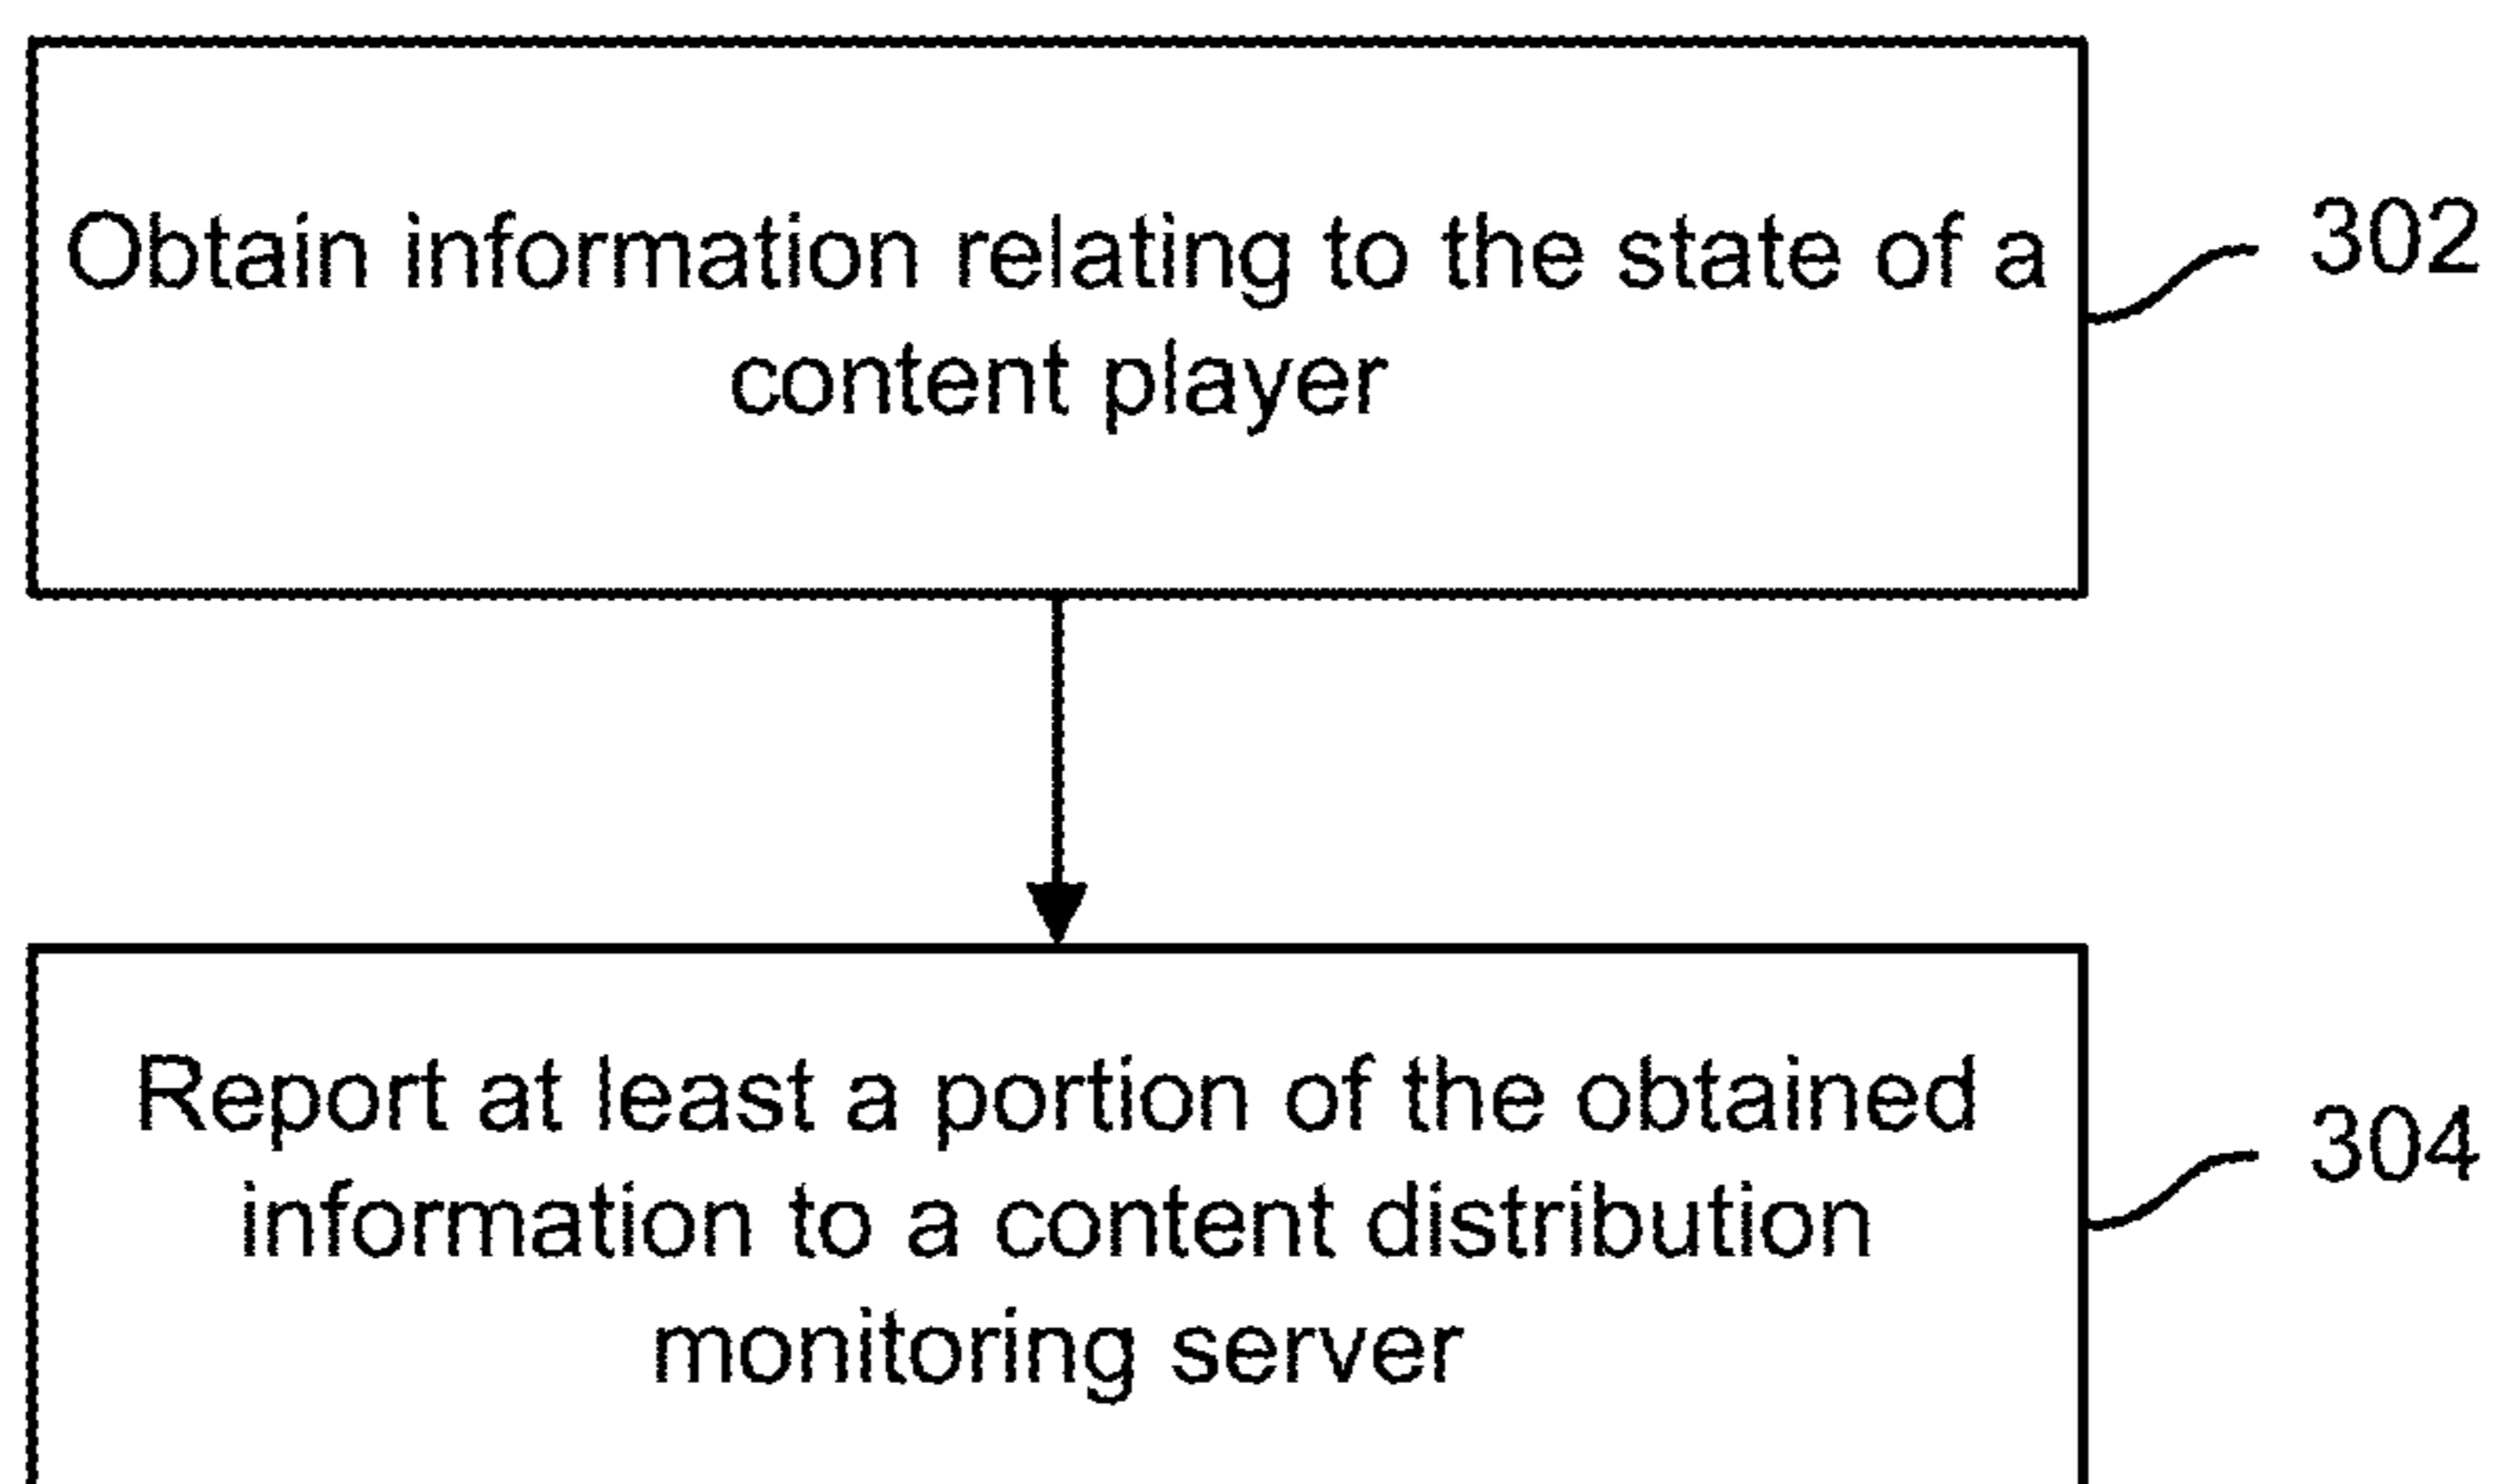 Obtain information relating to the state of a
content player
302
Report at least a portion of the obtained
information to a content distribution
monitoring server
304